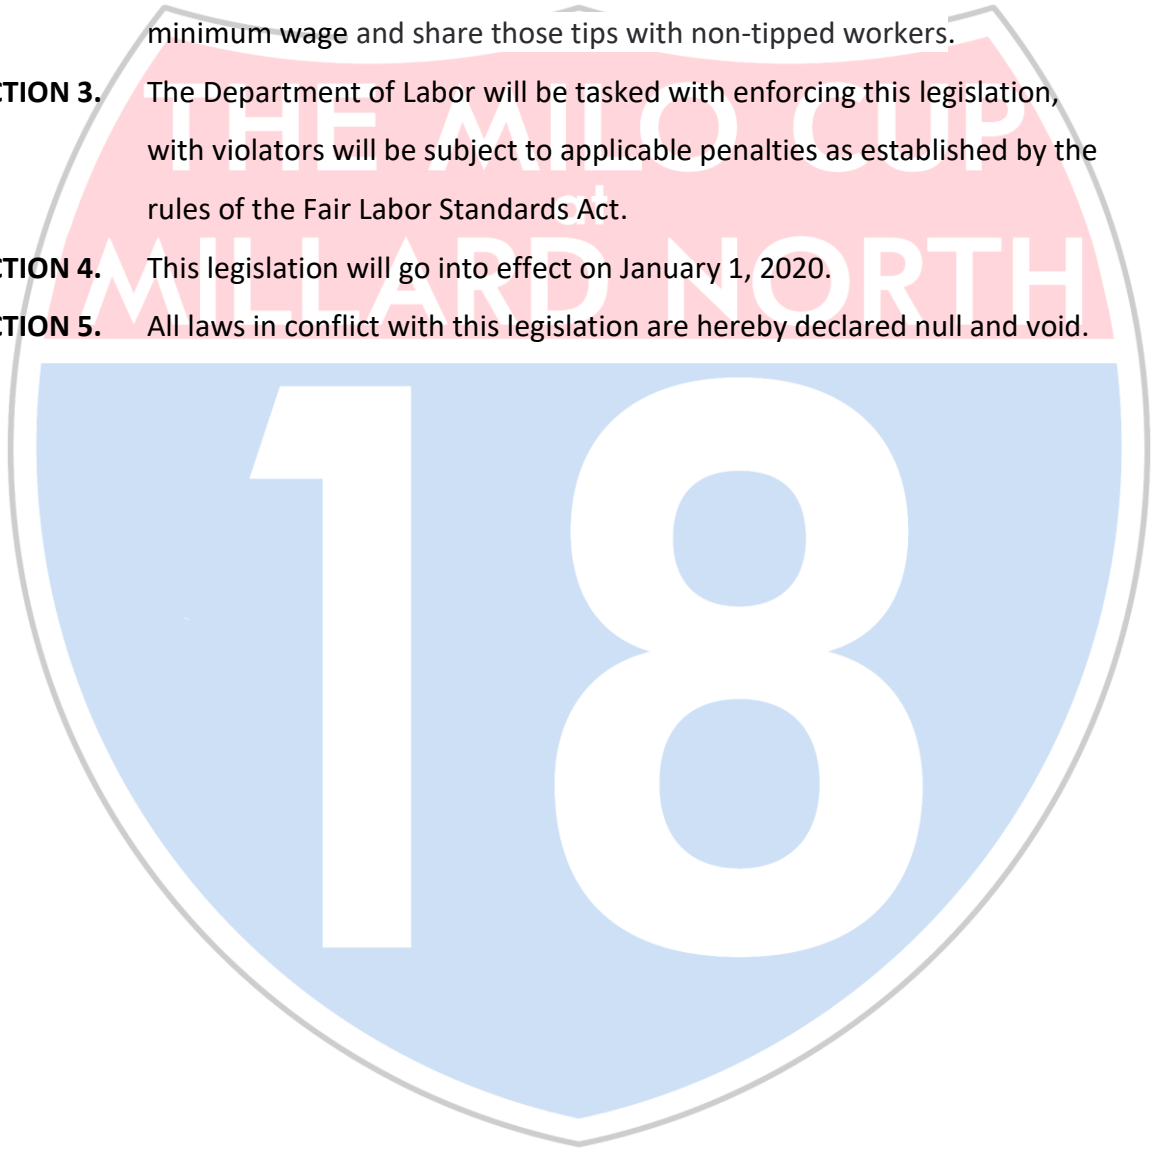 minimum wage and share those tips with non-tipped workers.
CTION 3. The Department of Labor will be tasked with enforcing this legislation,
with violators will be subject to applicable penalties as established by the
rules of the Fair Labor Standards Act.
CTION 4. This legislation will go into effect on January 1, 2020.
CTION 5. All laws in conflict with this legislation are hereby declared null and void.
THE MILO CUP
at
MILLARD NORTH
18